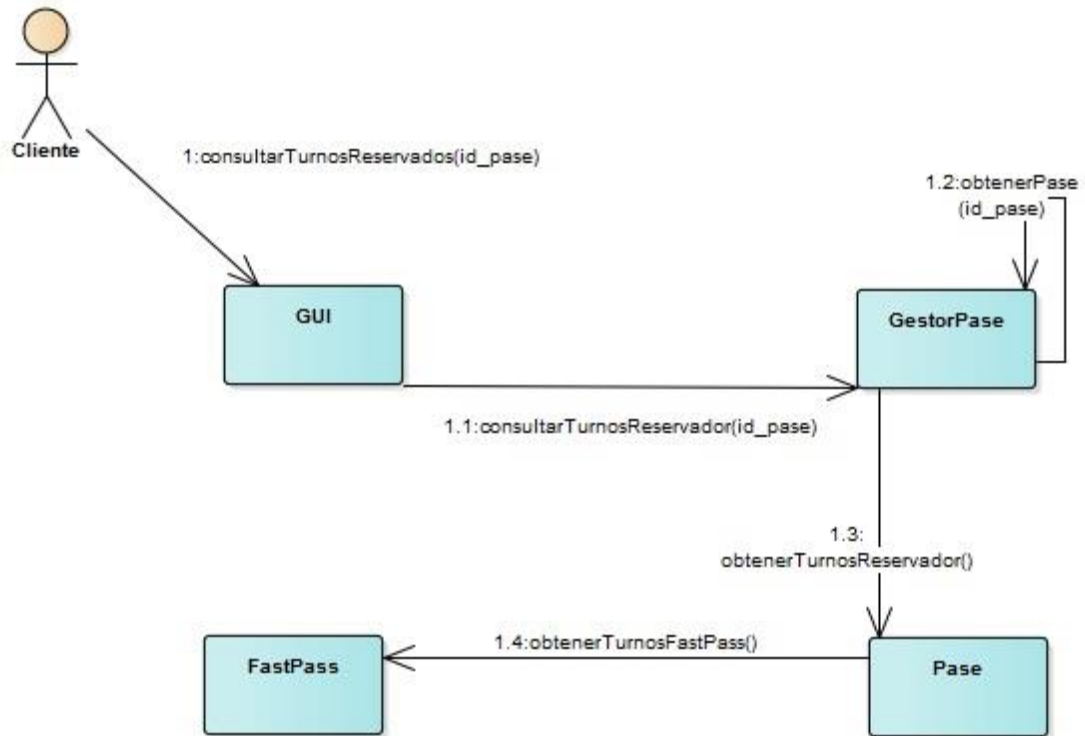 Cliente
1:consultarTurnosReservados(id_pase)
1.2:obtenerPase
(id_pase)
GUI
GestorPase
1.1:consultarTurnosReservador(id_pase)
1.3:
obtenerTurnosReservador()
1.4:obtenerTurnosFastPass()
FastPass
Pase